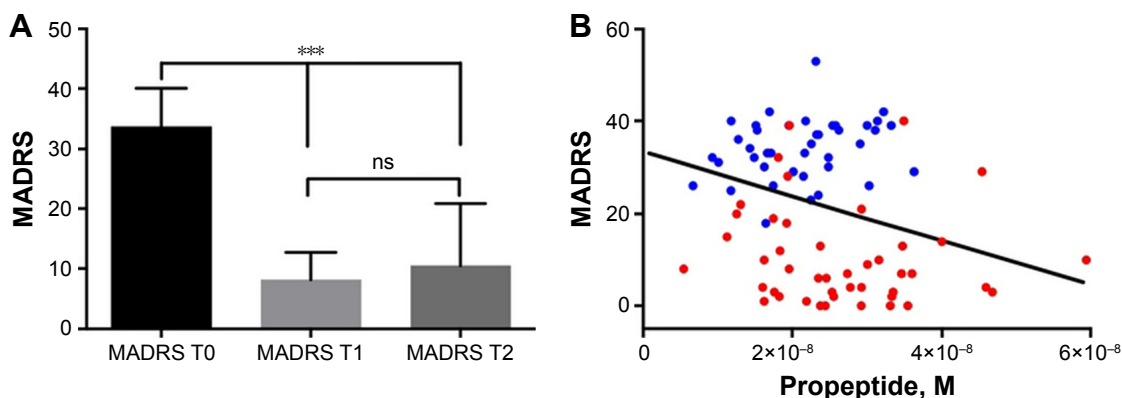 A
MADRS
50
40
30
20
10
0
***
ns
MADRS T0 MADRS T1 MADRS T2
B
MADRS
60
40
20
0
0 2×10⁻⁸ 4×10⁻⁸ 6×10⁻⁸
Propeptide, M